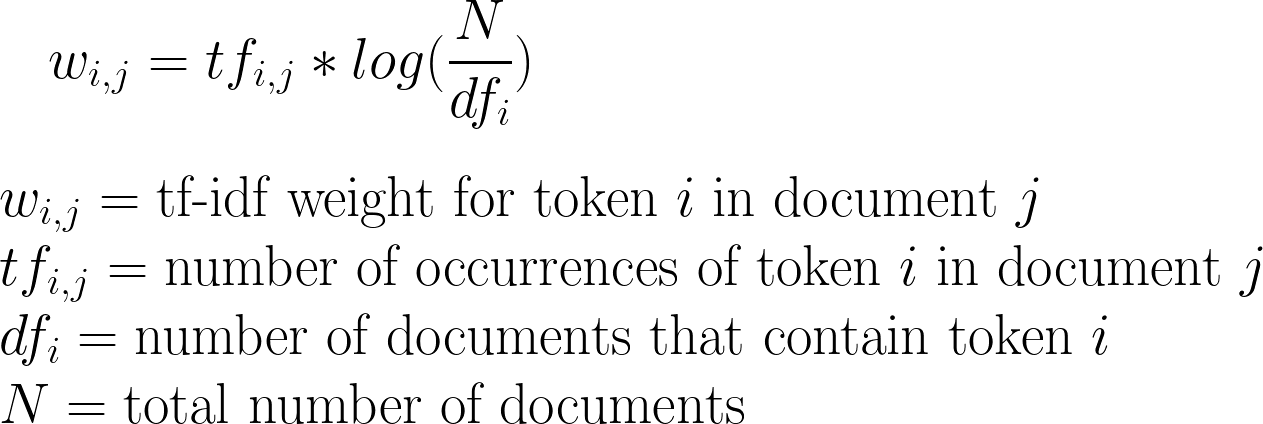 w_{i,j} = tf_{i,j} * log(\frac{N}{df_i})
w_{i,j} = tf-idf weight for token i in document j
tf_{i,j} = number of occurrences of token i in document j
df_i = number of documents that contain token i
N = total number of documents